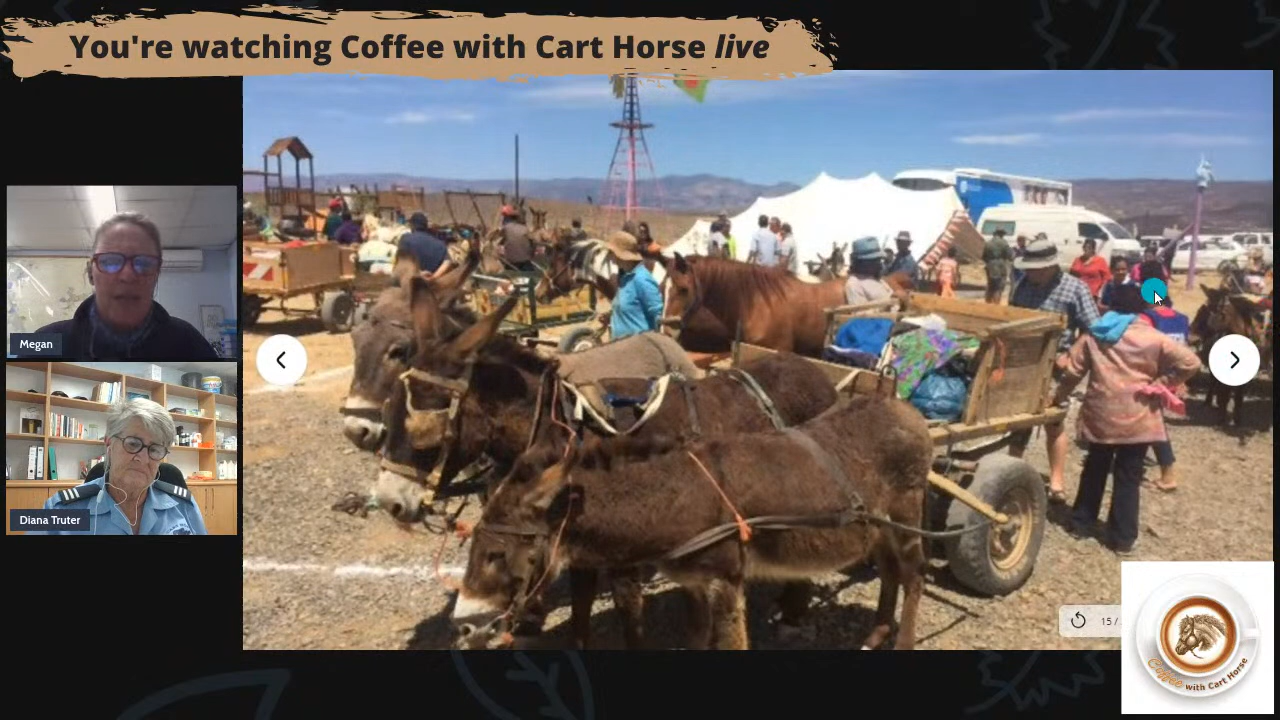 You're watching Coffee with Cart Horse live
Megan
Diana Truter
15 /
Coffee with Cart Horse